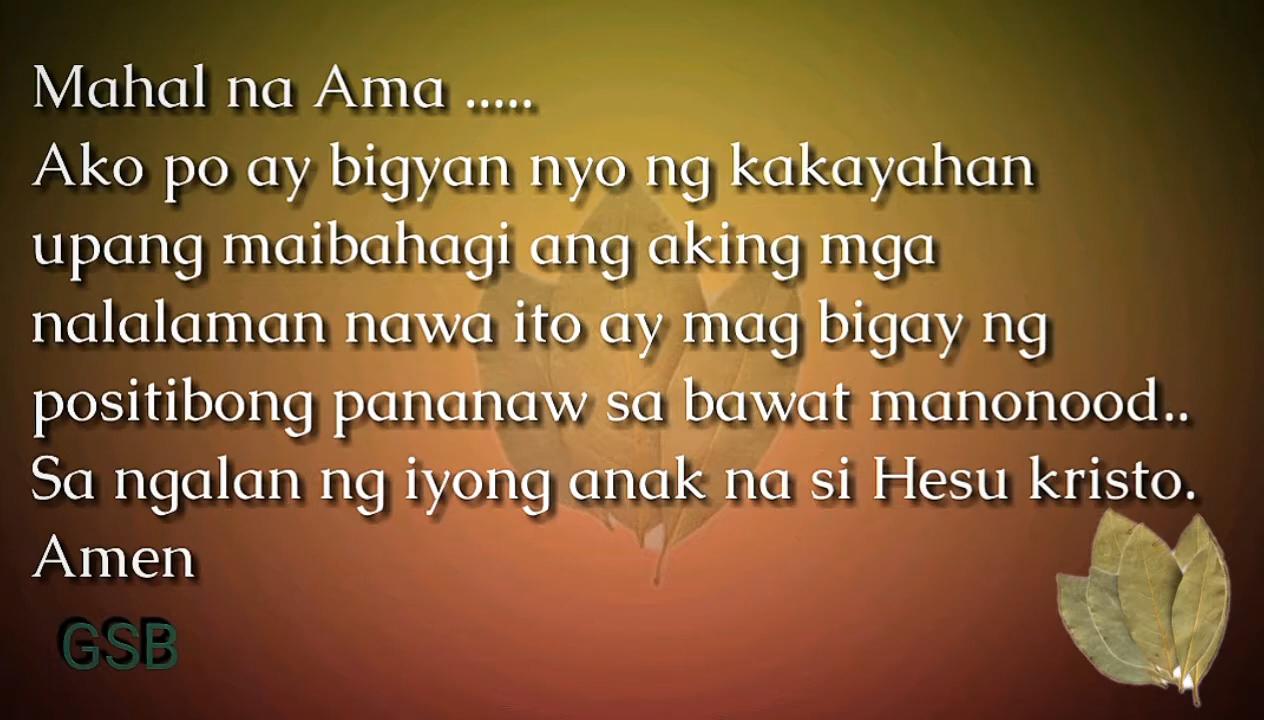 Mahal na Ama .....
Ako po ay bigyan nyo ng kakayahan
upang maibahagi ang aking mga
nalalaman nawa ito ay mag bigay ng
positibong pananaw sa bawat manonood..
Sa ngalan ng iyong anak na si Hesu kristo.
Amen
GSB